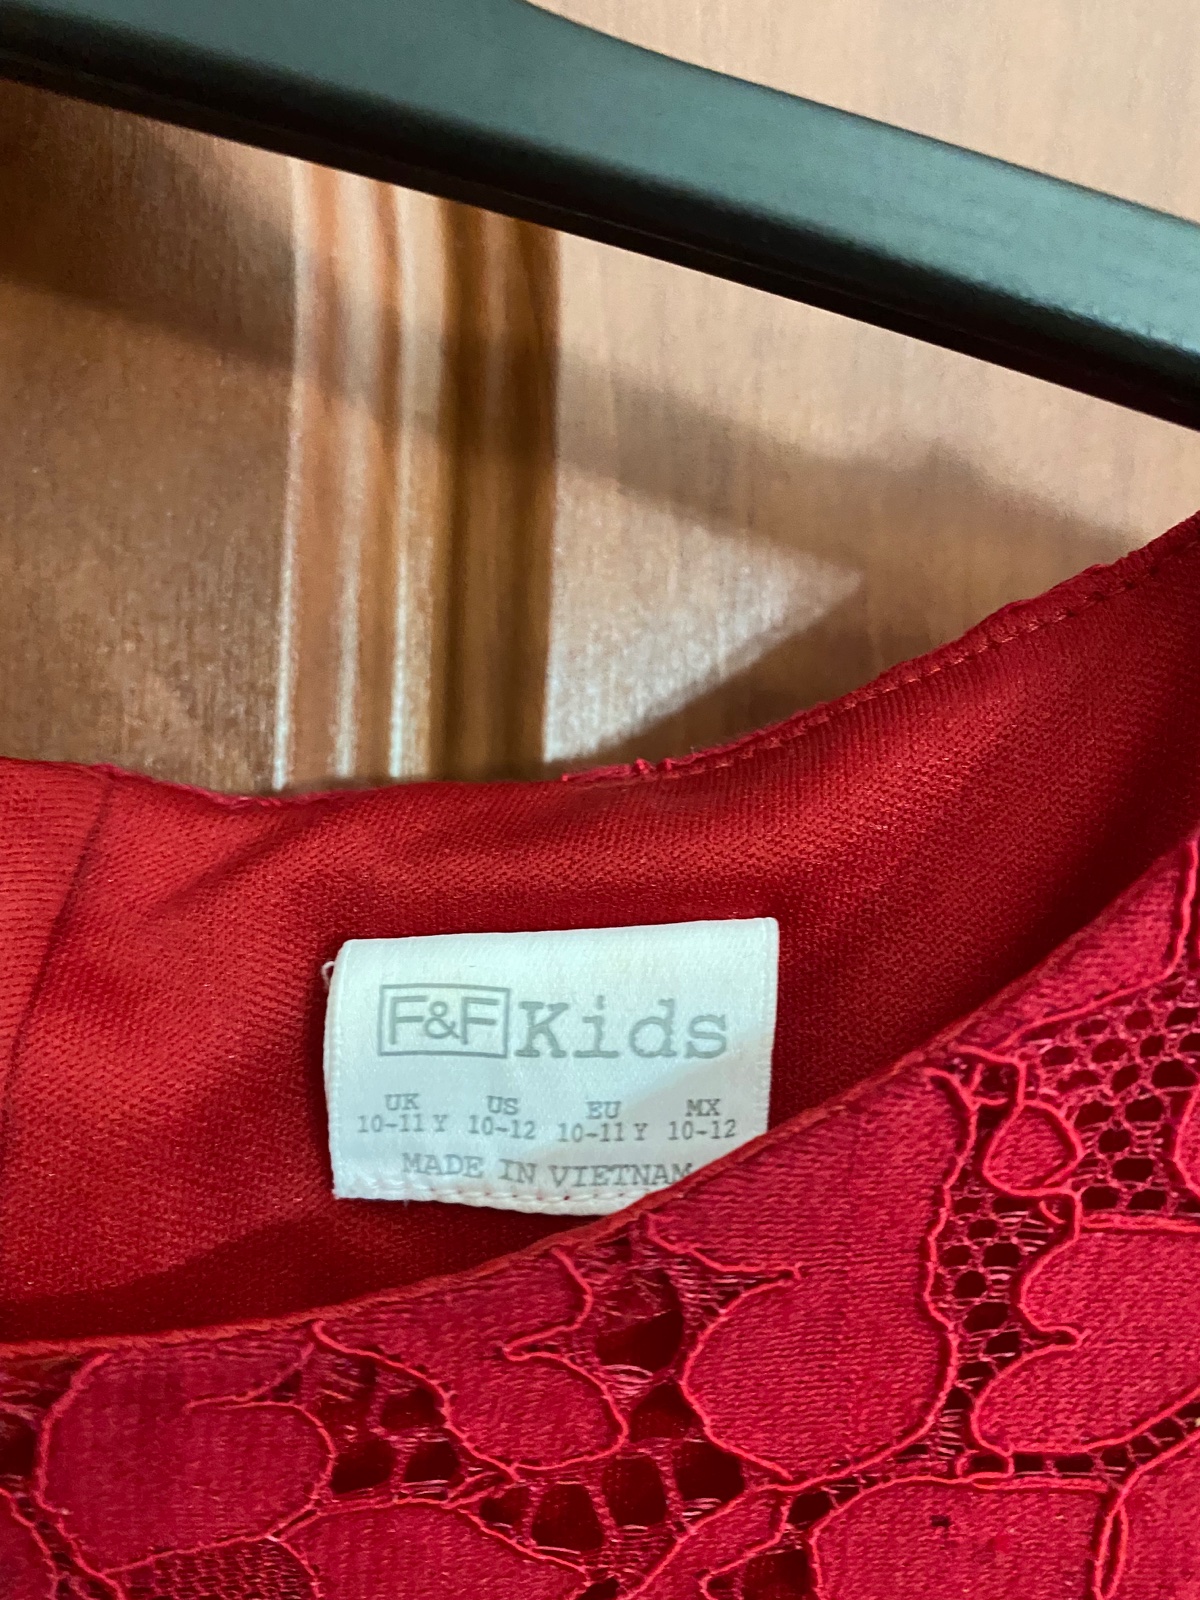 F&F Kids
UK US EU MX
10-11 Y 10-12 10-11 Y 10-12
MADE IN VIETNAM